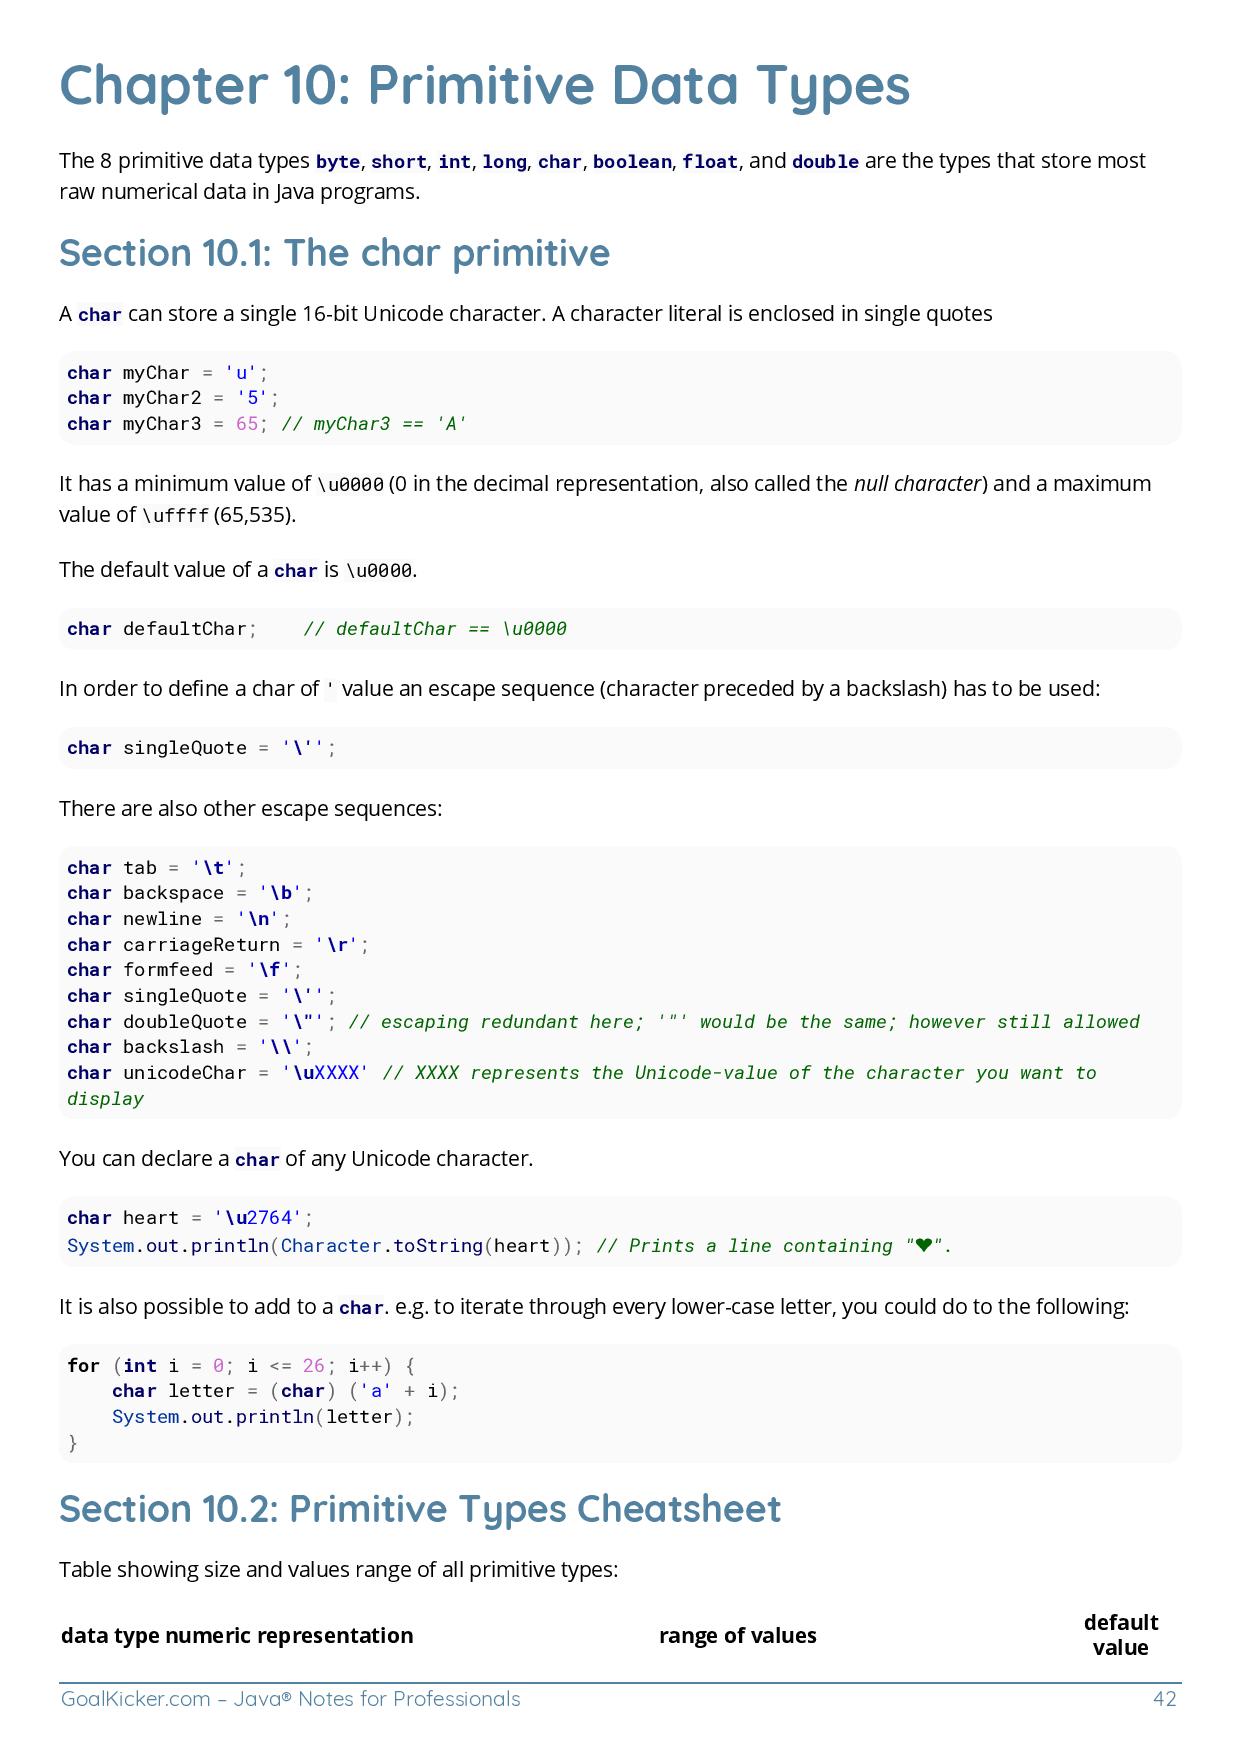 Chapter 10: Primitive Data Types
The 8 primitive data types byte, short, int, long, char, boolean, float, and double are the types that store most
raw numerical data in Java programs.
Section 10.1: The char primitive
A char can store a single 16-bit Unicode character. A character literal is enclosed in single quotes
char myChar = 'u';
char myChar2 = '5';
char myChar3 = 65; // myChar3 == 'A'
It has a minimum value of \u0000 (0 in the decimal representation, also called the null character) and a maximum
value of \uffff (65,535).
The default value of a char is \u0000.
char defaultChar;    // defaultChar == \u0000
In order to define a char of ' value an escape sequence (character preceded by a backslash) has to be used:
char singleQuote = '\'';
There are also other escape sequences:
char tab = '\t';
char backspace = '\b';
char newline = '\n';
char carriageReturn = '\r';
char formfeed = '\f';
char singleQuote = '\'';
char doubleQuote = '\"'; // escaping redundant here; '"' would be the same; however still allowed
char backslash = '\\';
char unicodeChar = '\uXXXX' // XXXX represents the Unicode-value of the character you want to
display
You can declare a char of any Unicode character.
char heart = '\u2764';
System.out.println(Character.toString(heart)); // Prints a line containing "❤".
It is also possible to add to a char. e.g. to iterate through every lower-case letter, you could do to the following:
for (int i = 0; i <= 26; i++) {
    char letter = (char) ('a' + i);
    System.out.println(letter);
}
Section 10.2: Primitive Types Cheatsheet
Table showing size and values range of all primitive types:
data type numeric representation range of values default
value
GoalKicker.com – Java® Notes for Professionals 42